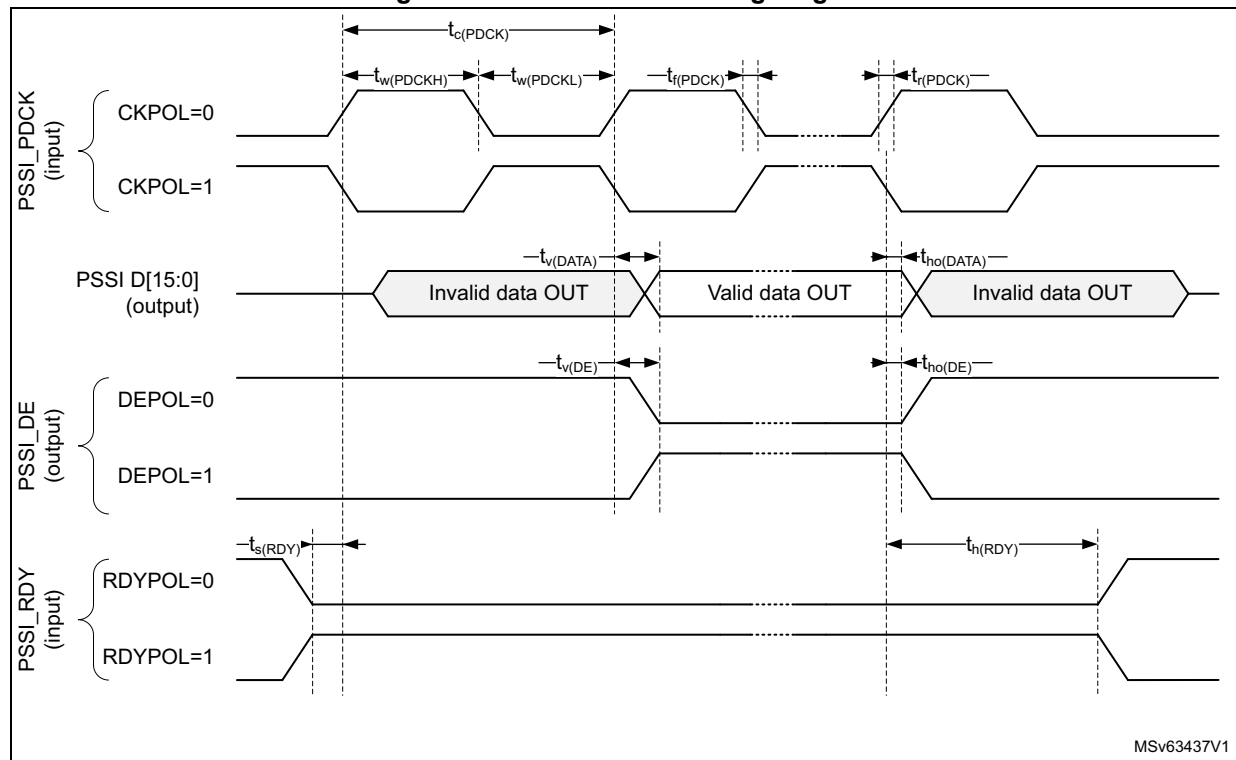 tc(PDCK)
tw(PDCKH) tw(PDCKL) tf(PDCK) tr(PDCK)
PSSI_PDCK
(input)
CKPOL=0
CKPOL=1
tv(DATA) tho(DATA)
PSSI D[15:0]
(output)
Invalid data OUT Valid data OUT Invalid data OUT
tv(DE) tho(DE)
PSSI_DE
(output)
DEPOL=0
DEPOL=1
ts(RDY) th(RDY)
PSSI_RDY
(input)
RDYPOL=0
RDYPOL=1
MSv63437V1